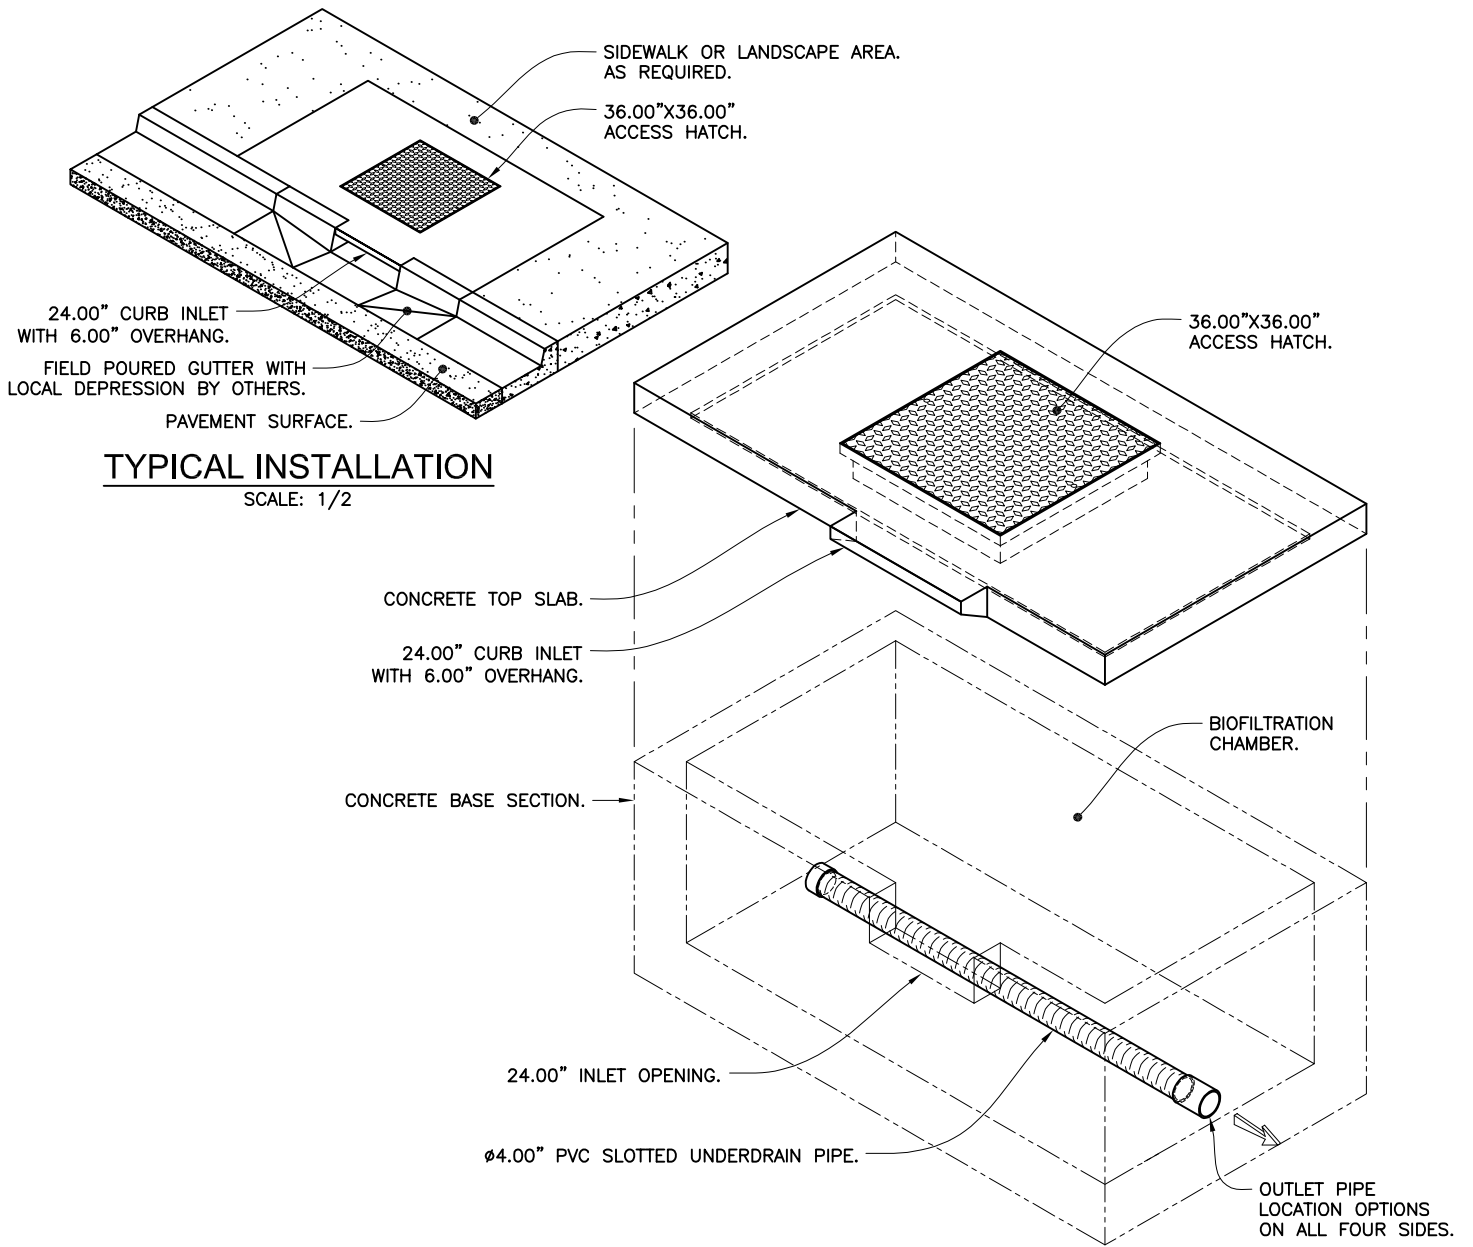 SIDEWALK OR LANDSCAPE AREA.
AS REQUIRED.
36.00”X36.00”
ACCESS HATCH.
24.00” CURB INLET
WITH 6.00” OVERHANG.
FIELD POURED GUTTER WITH
LOCAL DEPRESSION BY OTHERS.
PAVEMENT SURFACE.
TYPICAL INSTALLATION
SCALE: 1/2
36.00”X36.00”
ACCESS HATCH.
CONCRETE TOP SLAB.
24.00” CURB INLET
WITH 6.00” OVERHANG.
BIOFILTRATION
CHAMBER.
CONCRETE BASE SECTION.
24.00” INLET OPENING.
ø4.00” PVC SLOTTED UNDERDRAIN PIPE.
OUTLET PIPE
LOCATION OPTIONS
ON ALL FOUR SIDES.